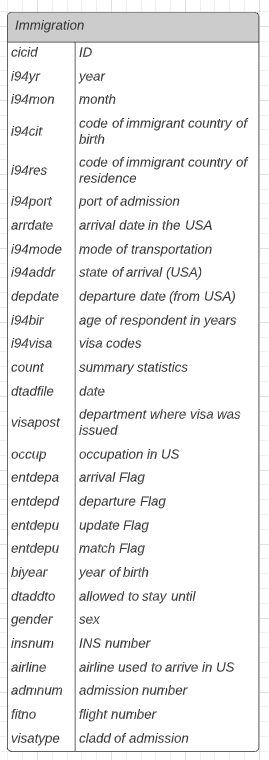 Immigration
cicid ID
i94yr year
i94mon month
i94cit code of immigrant country of
birth
i94res code of immigrant country of
residence
i94port port of admission
arrdate arrival date in the USA
i94mode mode of transportation
i94addr state of arrival (USA)
depdate departure date (from USA)
i94bir age of respondent in years
i94visa visa codes
count summary statistics
dtadfile date
visapost department where visa was
issued
occup occupation in US
entdepa arrival Flag
entdepd departure Flag
entdepu update Flag
entdepu match Flag
biyear year of birth
dtaddto allowed to stay until
gender sex
insnum INS number
airline airline used to arrive in US
admnum admission number
fitno flight number
visatype cladd of admission